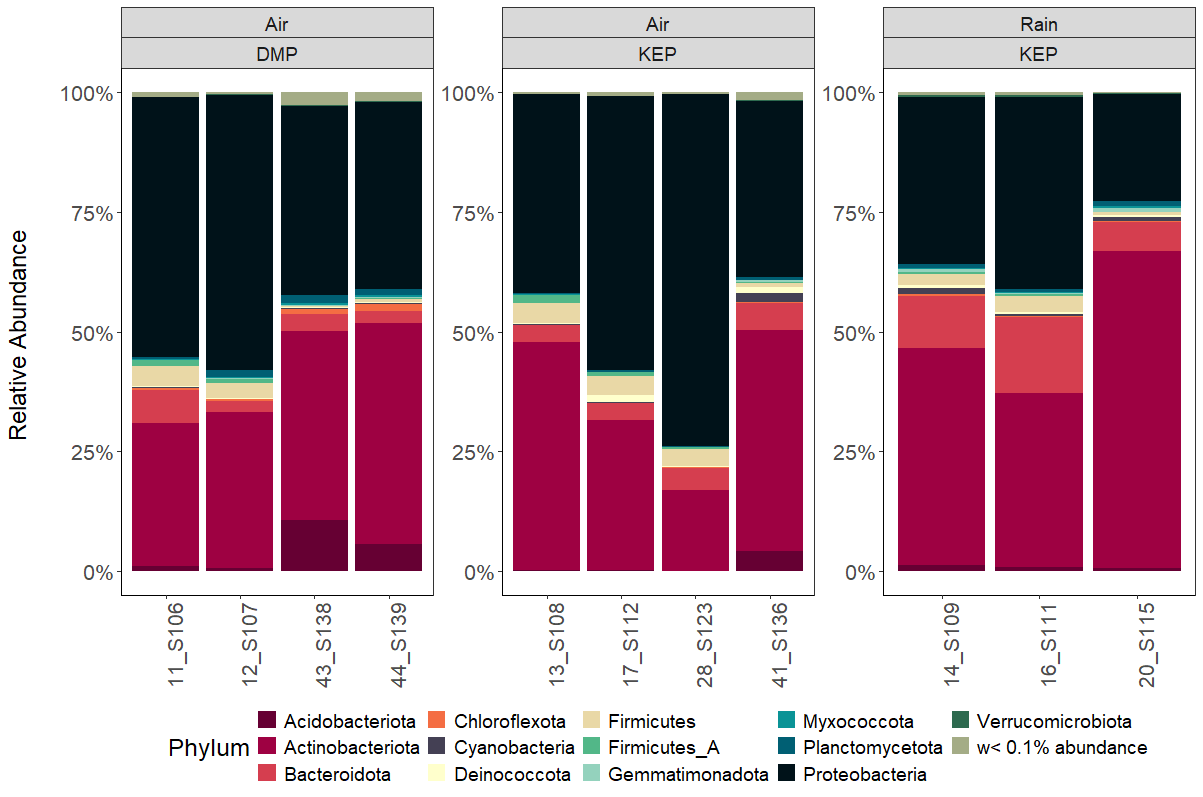 Air
DMP
Air
KEP
Rain
KEP
Relative Abundance
100%
75%
50%
25%
0%
100%
75%
50%
25%
0%
100%
75%
50%
25%
0%
11_S106
12_S107
43_S138
44_S139
13_S108
17_S112
28_S123
41_S136
14_S109
16_S111
20_S115
Phylum
Acidobacteriota
Actinobacteriota
Bacteroidota
Chloroflexota
Cyanobacteria
Deinococcota
Firmicutes
Firmicutes_A
Gemmatimonadota
Myxococcota
Planctomycetota
Proteobacteria
Verrucomicrobiota
w< 0.1% abundance